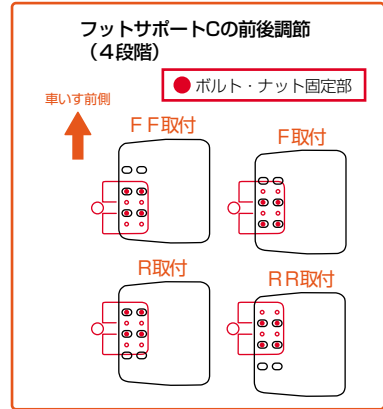 フットサポートCの前後調節
（４段階）
●ボルト・ナット固定部
車いす前側
ＦＦ取付
F取付
R取付
ＲＲ取付